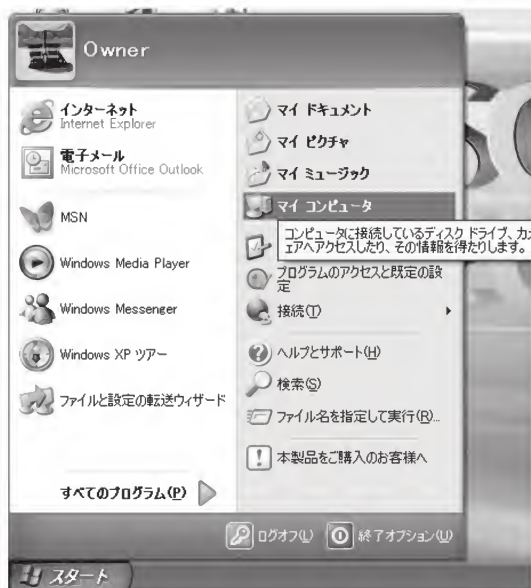 Owner
インターネット
Internet Explorer
電子メール
Microsoft Office Outlook
MSN
Windows Media Player
Windows Messenger
Windows XP ツアー
ファイルと設定の転送ウィザード
すべてのプログラム(P)
マイ ドキュメント
マイ ピクチャ
マイ ミュージック
マイ コンピュータ
コンピュータに接続しているディスク ドライブ、カ
ェアへアクセスしたり、その情報を得たりします。
プログラムのアクセスと既定の設
定
接続(T)
ヘルプとサポート(H)
検索(S)
ファイル名を指定して実行(R)...
本製品をご購入のお客様へ
ログオフ(L)
終了オプション(U)
スタート